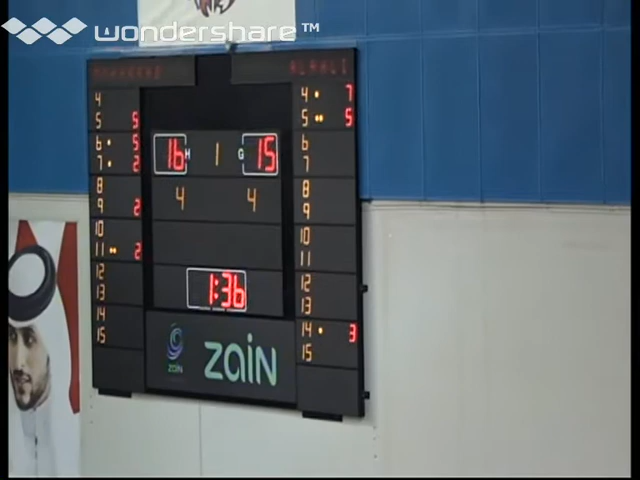 wondershare™
ALAHLI
4 4 7
5 5 5 5
6 5 6
7 2 7
8 8
9 2 9
10 10
11 2 11
12 12
13 13
14 14 3
15 15
16 H 1 G 15
4 4
1:36
zain
ZAIN